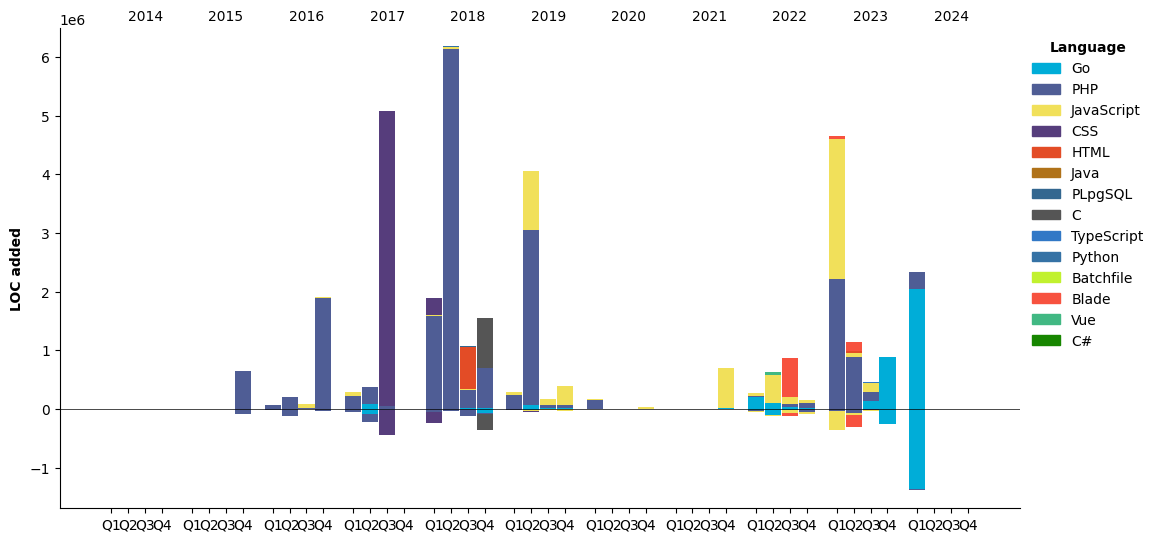 1e6
2014 2015 2016 2017 2018 2019 2020 2021 2022 2023 2024
LOC added
6
5
4
3
2
1
0
−1
Q1Q2Q3Q4 Q1Q2Q3Q4 Q1Q2Q3Q4 Q1Q2Q3Q4 Q1Q2Q3Q4 Q1Q2Q3Q4 Q1Q2Q3Q4 Q1Q2Q3Q4 Q1Q2Q3Q4 Q1Q2Q3Q4 Q1Q2Q3Q4
Language
Go
PHP
JavaScript
CSS
HTML
Java
PLpgSQL
C
TypeScript
Python
Batchfile
Blade
Vue
C#